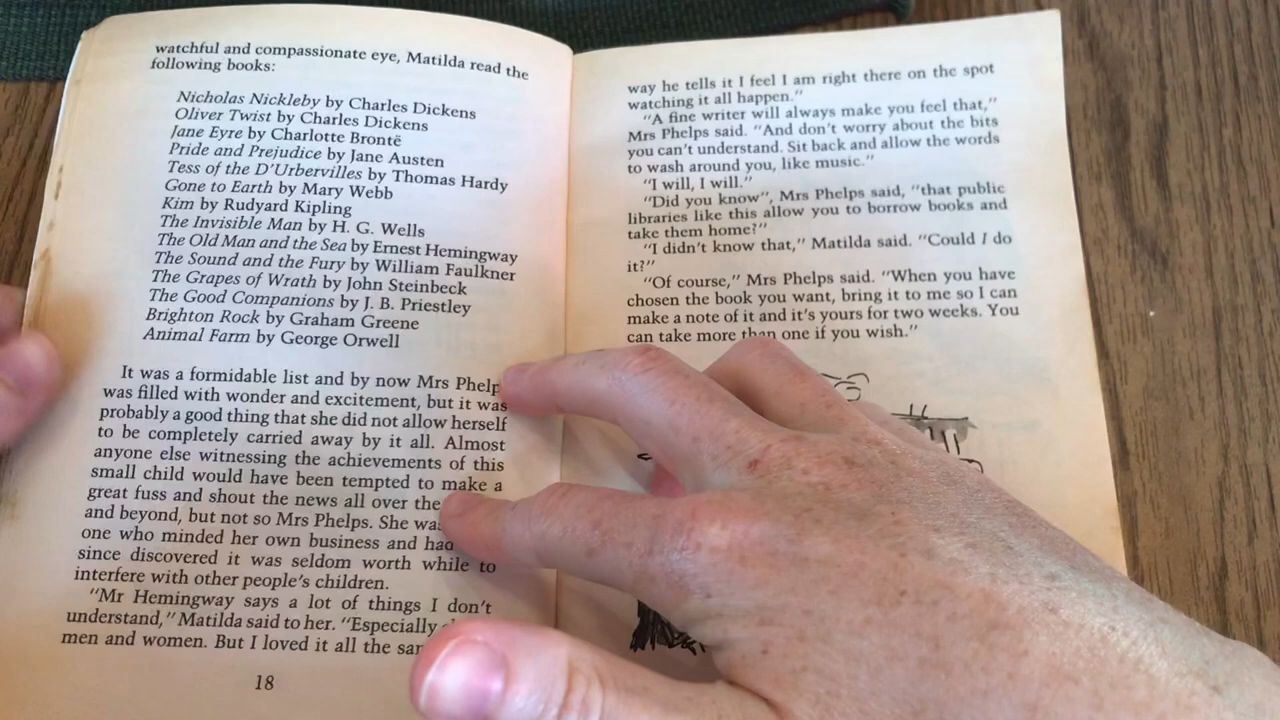 watchful and compassionate eye, Matilda read the
following books:
Nicholas Nickleby by Charles Dickens
Oliver Twist by Charles Dickens
Jane Eyre by Charlotte Brontë
Pride and Prejudice by Jane Austen
Tess of the D'Urbervilles by Thomas Hardy
Gone to Earth by Mary Webb
Kim by Rudyard Kipling
The Invisible Man by H. G. Wells
The Old Man and the Sea by Ernest Hemingway
The Sound and the Fury by William Faulkner
The Grapes of Wrath by John Steinbeck
The Good Companions by J. B. Priestley
Brighton Rock by Graham Greene
Animal Farm by George Orwell
It was a formidable list and by now Mrs Phelp
was filled with wonder and excitement, but it was
probably a good thing that she did not allow herself
to be completely carried away by it all. Almost
anyone else witnessing the achievements of this
small child would have been tempted to make a
great fuss and shout the news all over the
and beyond, but not so Mrs Phelps. She was
one who minded her own business and had
since discovered it was seldom worth while to
interfere with other people's children.
"Mr Hemingway says a lot of things I don't
understand," Matilda said to her. "Especially
men and women. But I loved it all the
18
way he tells it I feel I am right there on the spot
watching it all happen."
"A fine writer will always make you feel that,"
Mrs Phelps said. "And don't worry about the bits
you can't understand. Sit back and allow the words
to wash around you, like music."
"I will, I will."
"Did you know", Mrs Phelps said, "that public
libraries like this allow you to borrow books and
take them home?"
"I didn't know that," Matilda said. "Could I do
it?"
"Of course," Mrs Phelps said. "When you have
chosen the book you want, bring it to me so I can
make a note of it and it's yours for two weeks. You
can take more than one if you wish."